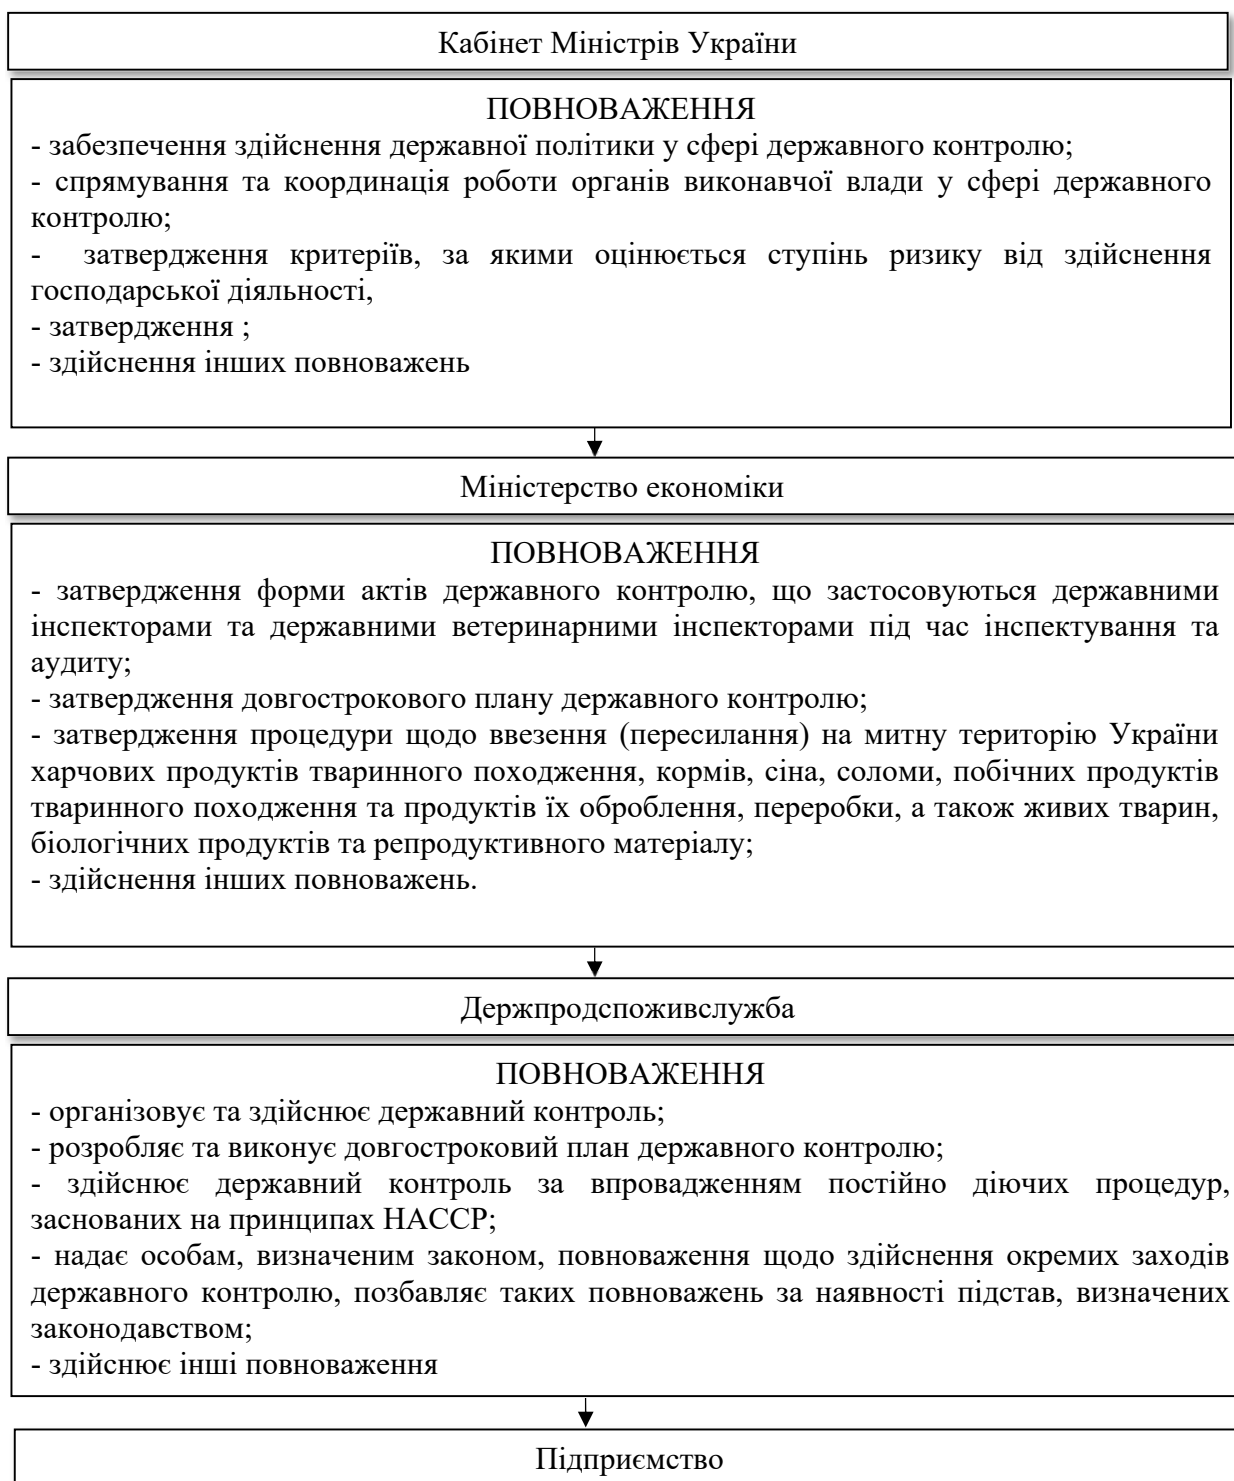 Кабінет Міністрів України
ПОВНОВАЖЕННЯ
- забезпечення здійснення державної політики у сфері державного контролю;
- спрямування та координація роботи органів виконавчої влади у сфері державного
контролю;
- затвердження критеріїв, за якими оцінюється ступінь ризику від здійснення
господарської діяльності,
- затвердження ;
- здійснення інших повноважень
Міністерство економіки
ПОВНОВАЖЕННЯ
- затвердження форми актів державного контролю, що застосовуються державними
інспекторами та державними ветеринарними інспекторами під час інспектування та
аудиту;
- затвердження довгострокового плану державного контролю;
- затвердження процедури щодо ввезення (пересилання) на митну територію України
харчових продуктів тваринного походження, кормів, сіна, соломи, побічних продуктів
тваринного походження та продуктів їх оброблення, переробки, а також живих тварин,
біологічних продуктів та репродуктивного матеріалу;
- здійснення інших повноважень.
Держпродспоживслужба
ПОВНОВАЖЕННЯ
- організовує та здійснює державний контроль;
- розробляє та виконує довгостроковий план державного контролю;
- здійснює державний контроль за впровадженням постійно діючих процедур,
заснованих на принципах НАССР;
- надає особам, визначеним законом, повноваження щодо здійснення окремих заходів
державного контролю, позбавляє таких повноважень за наявності підстав, визначених
законодавством;
- здійснює інші повноваження
Підприємство